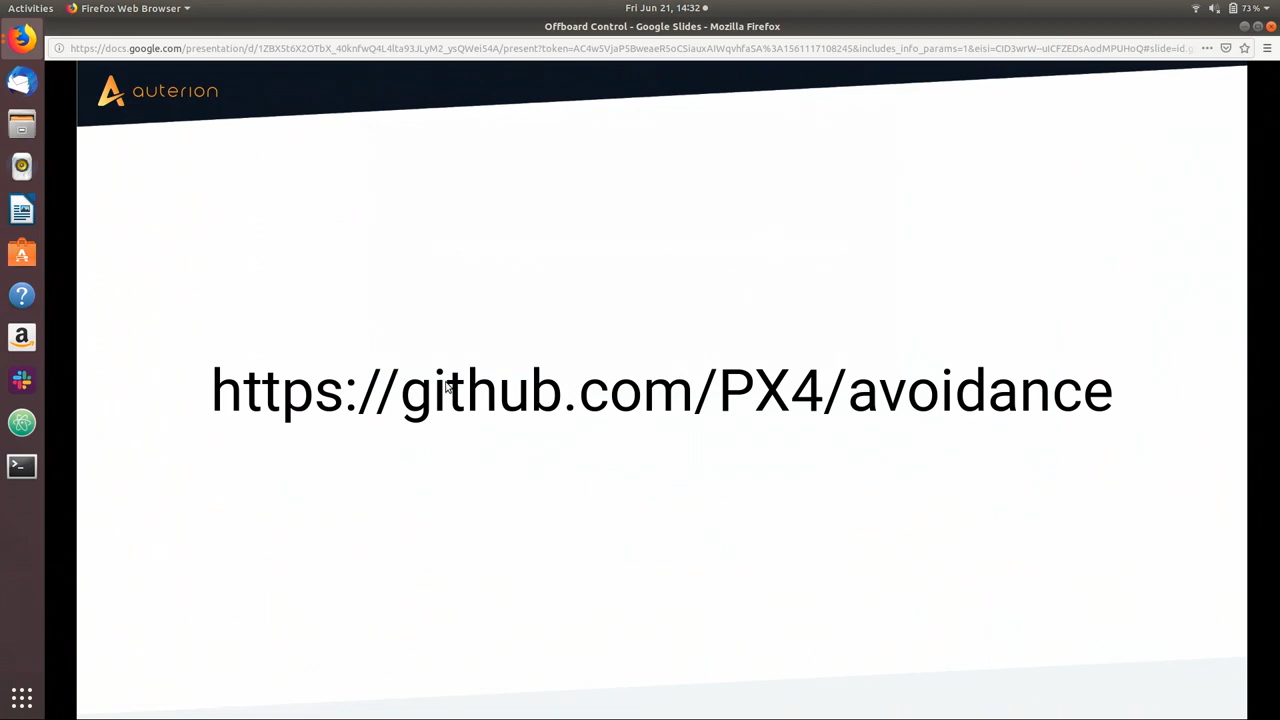 Activities
Firefox Web Browser
Fri Jun 21, 14:32
73 %
Offboard Control - Google Slides - Mozilla Firefox
auterion
https://github.com/PX4/avoidance